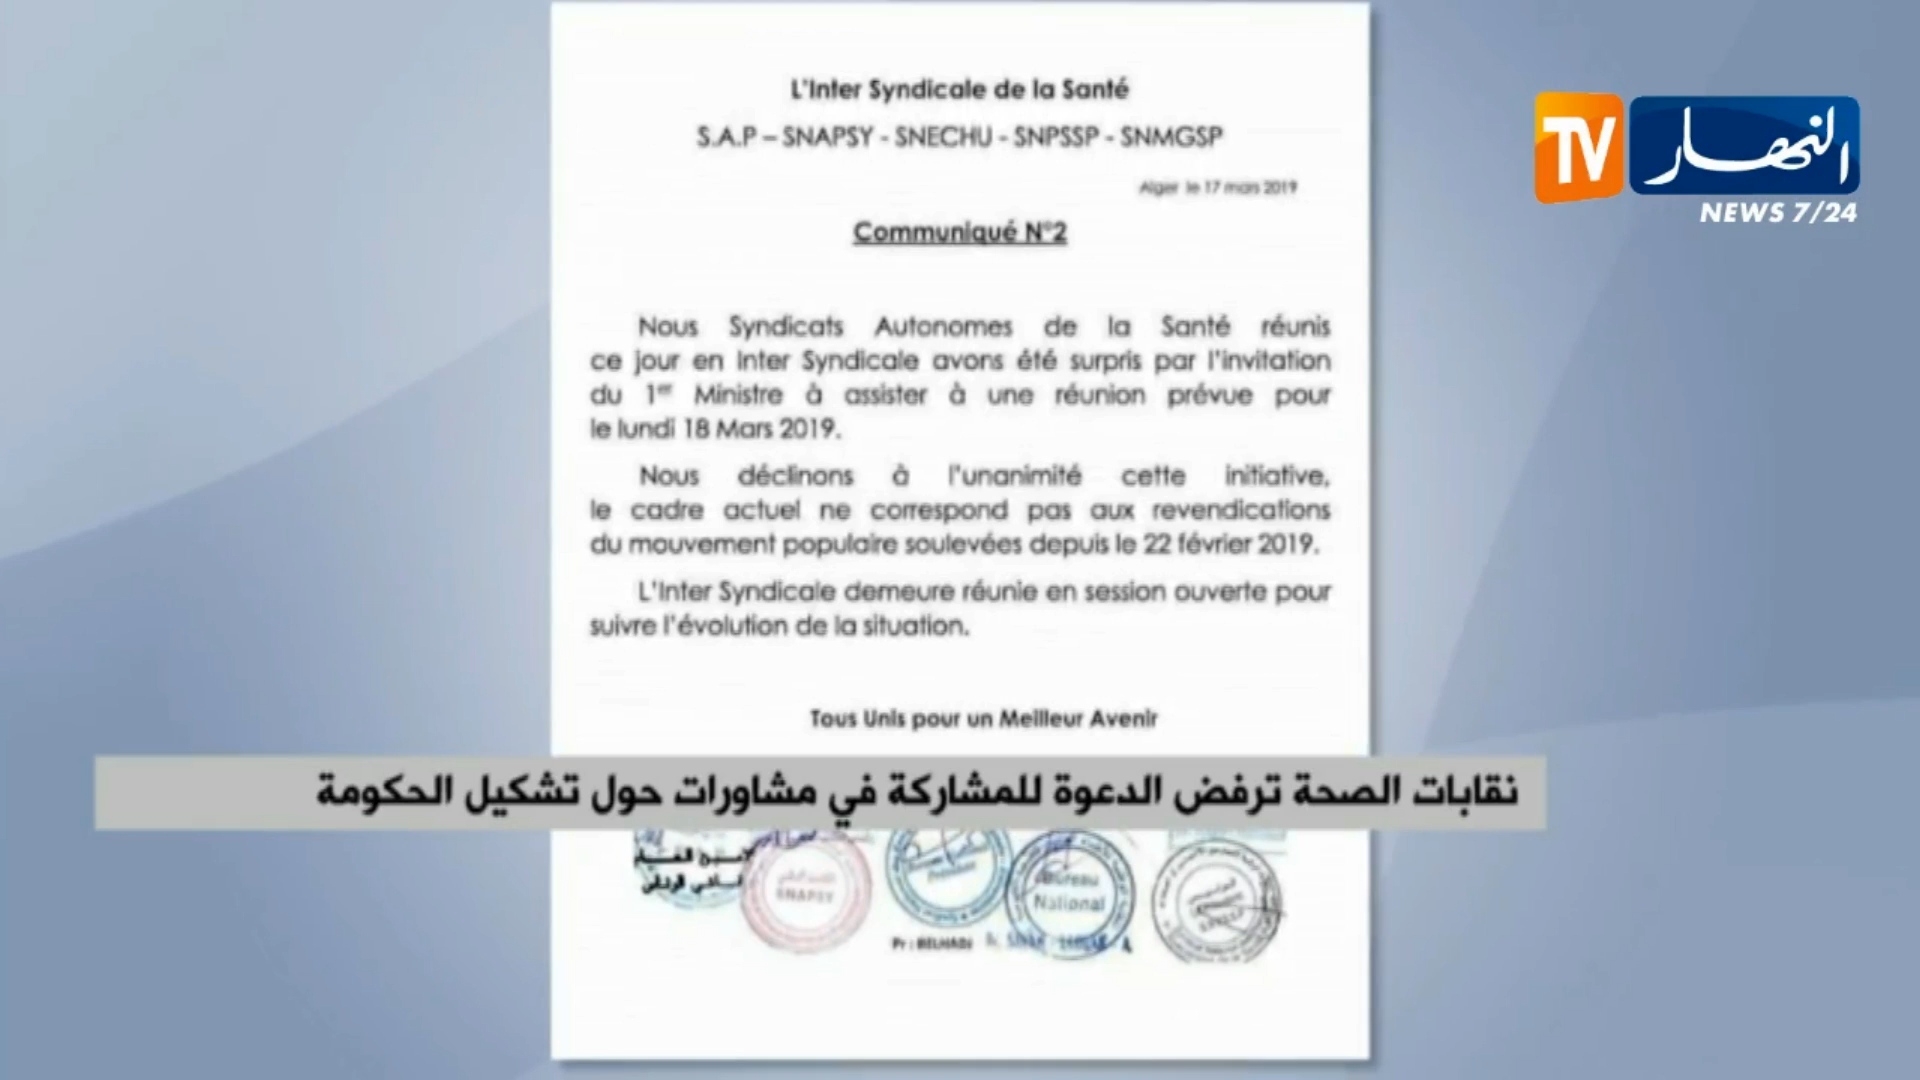 L'Inter Syndicale de la Santé
S.A.P – SNAPSY - SNECHU - SNPSSP - SNMGSP
Alger le 17 mars 2019
Communiqué N°2
Nous Syndicats Autonomes de la Santé réunis
ce jour en Inter Syndicale avons été surpris par l'invitation
du 1er Ministre à assister à une réunion prévue pour
le lundi 18 Mars 2019.
Nous déclinons à l'unanimité cette initiative,
le cadre actuel ne correspond pas aux revendications
du mouvement populaire soulevées depuis le 22 février 2019.
L'Inter Syndicale demeure réunie en session ouverte pour
suivre l'évolution de la situation.
Tous Unis pour un Meilleur Avenir
نقابات الصحة ترفض الدعوة للمشاركة في مشاورات حول تشكيل الحكومة
SNAPSY
Bureau
National
Pr : BELHADJ
TV النهار
NEWS 7/24